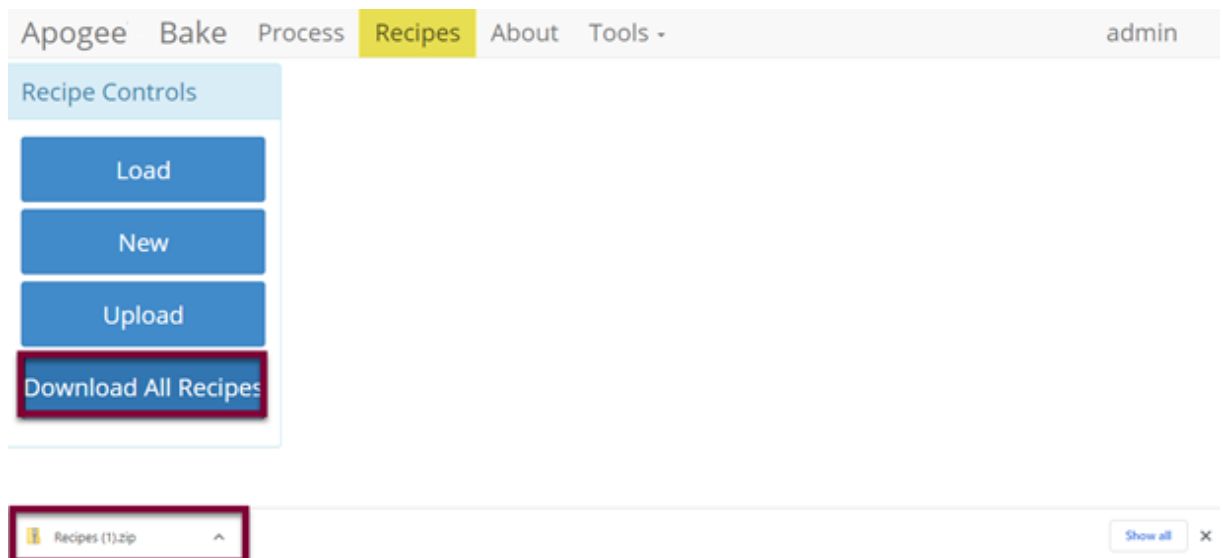 Apogee Bake Process Recipes About Tools admin
Recipe Controls
Load
New
Upload
Download All Recipes
Recipes (1).zip
Show all